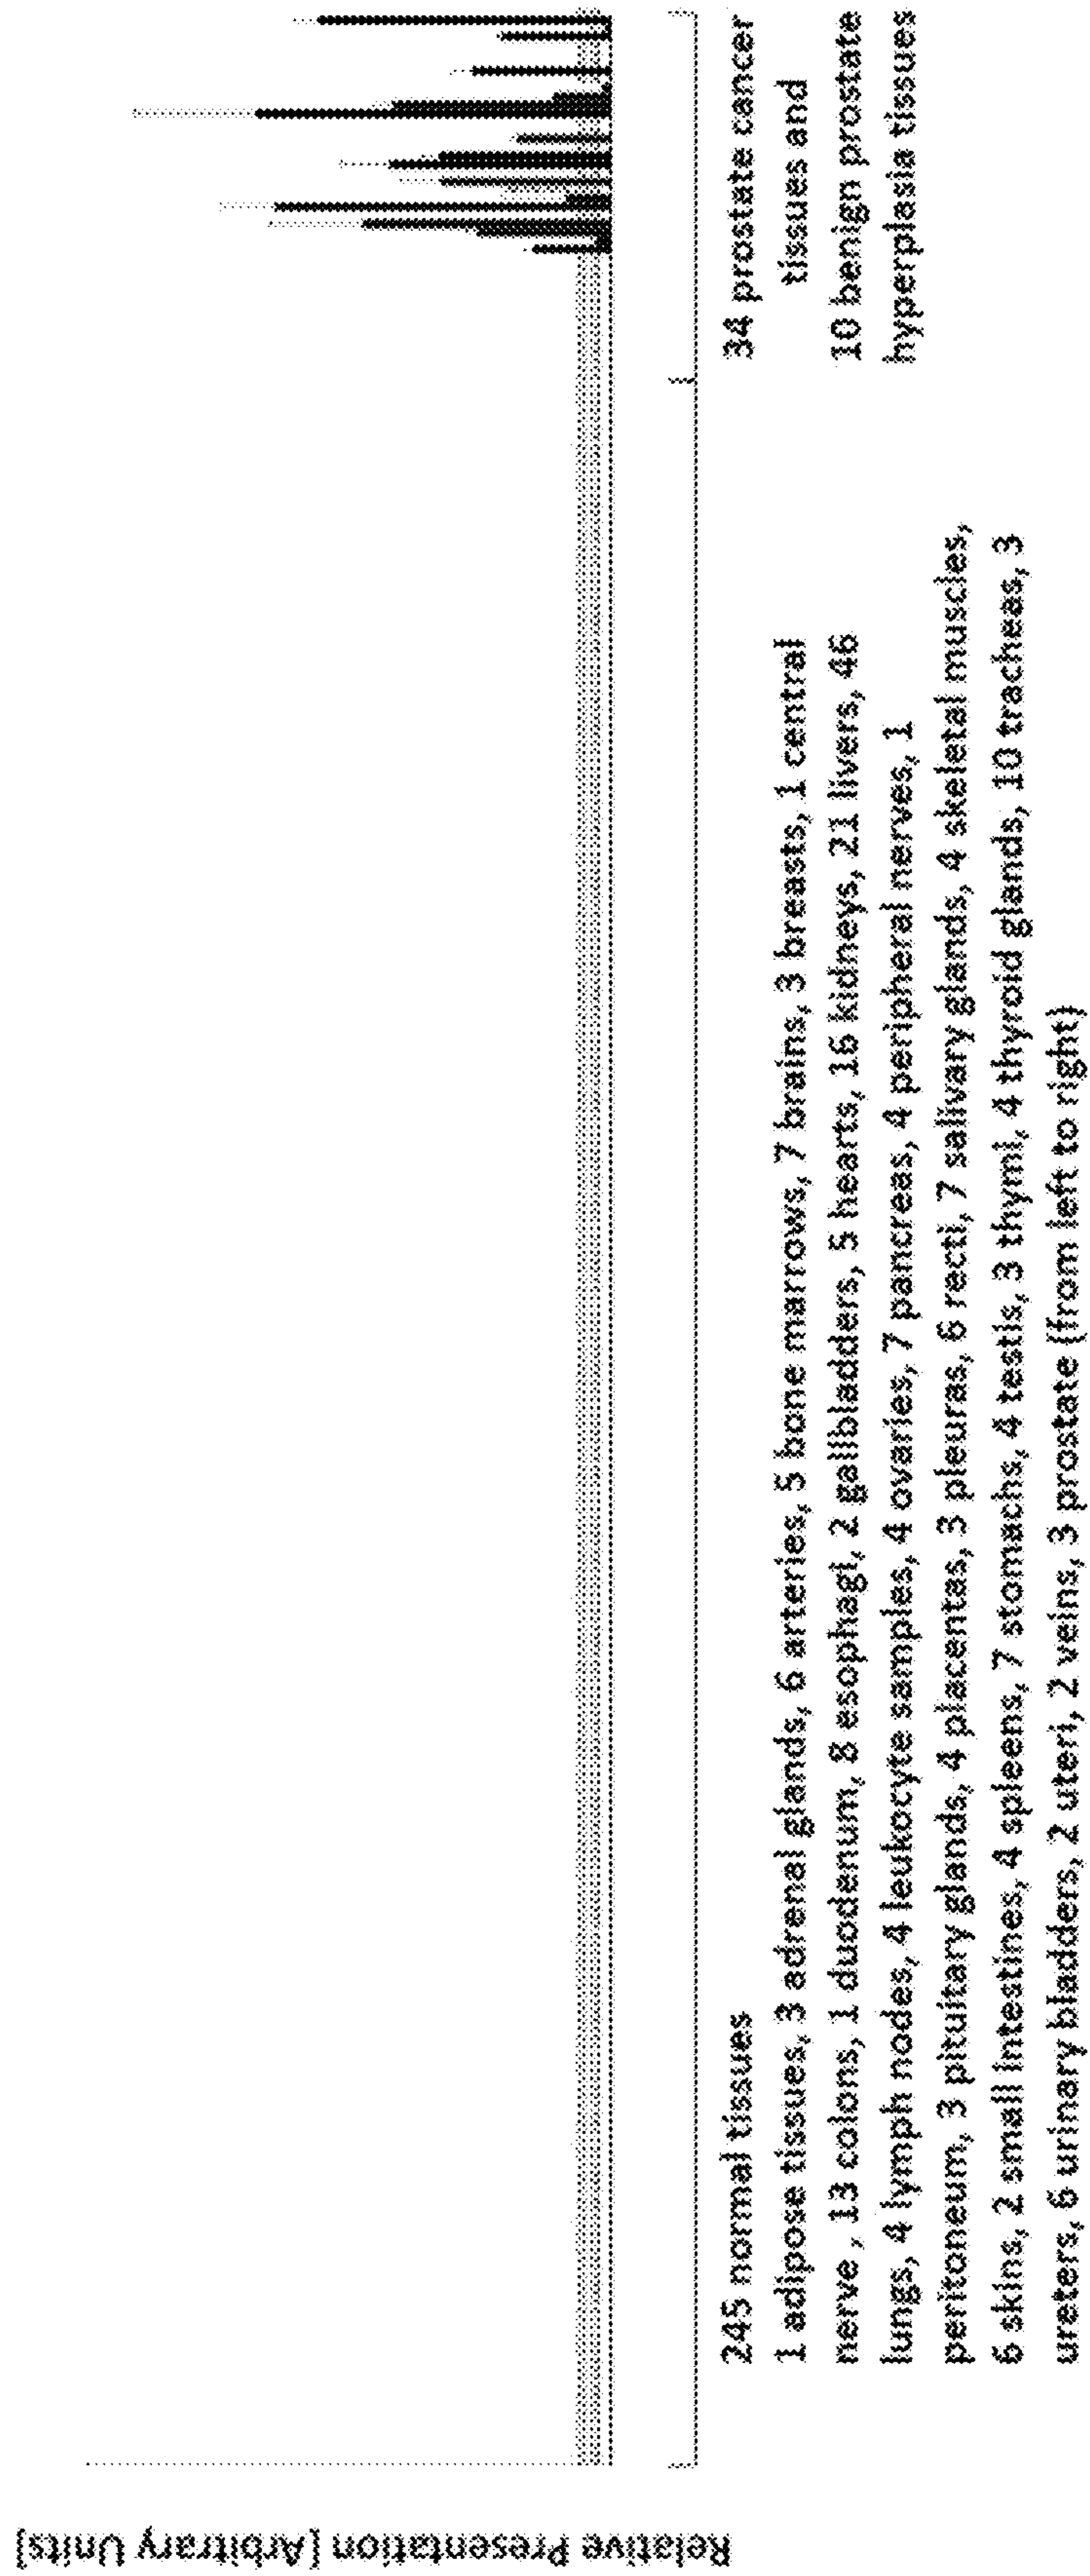 Relative Presentation [Arbitrary Units]
245 normal tissues
1 adipose tissues, 3 adrenal glands, 6 arteries, 5 bone marrows, 7 brains, 3 breasts, 1 central
nerve , 13 colons, 1 duodenum, 8 esophagi, 2 gallbladders, 5 hearts, 16 kidneys, 21 livers, 46
lungs, 4 lymph nodes, 4 leukocyte samples, 4 ovaries, 7 pancreas, 4 peripheral nerves, 1
peritoneum, 3 pituitary glands, 4 placentas, 3 pleuras, 6 recti, 7 salivary glands, 4 skeletal muscles,
6 skins, 2 small intestines, 4 spleens, 7 stomachs, 4 testis, 3 thymi, 4 thyroid glands, 10 tracheas, 3
ureters, 6 urinary bladders, 2 uteri, 2 veins, 3 prostate (from left to right)
34 prostate cancer
tissues and
10 benign prostate
hyperplasia tissues